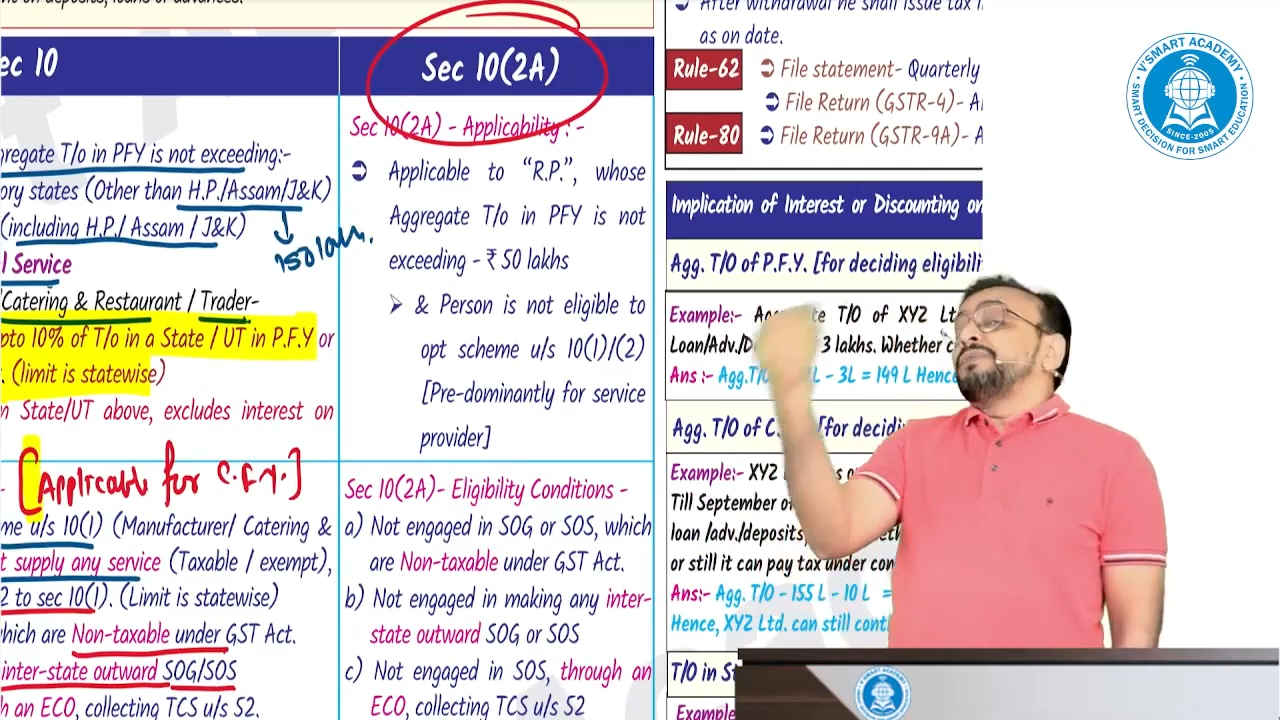 on deposits, loans or advances.
ec 10
gregate T/o in PFY is not exceeding:-
ory states (Other than H.P./Assam/J&K)
(including H.P./ Assam / J&K)
150 lakh.
l Service
Catering & Restaurant / Trader-
pto 10% of T/o in a State / UT in P.F.Y or
. (limit is statewise)
n State/UT above, excludes interest on
[Applicable for C.F.Y.]
me u/s 10(1) (Manufacturer/ Catering &
t supply any service (Taxable / exempt),
2 to sec 10(1). (Limit is statewise)
hich are Non-taxable under GST Act.
inter-state outward SOG/SOS
h an ECO, collecting TCS u/s 52.
Sec 10(2A)
Sec 10(2A) - Applicability : -
➲ Applicable to “R.P.”, whose
Aggregate T/o in PFY is not
exceeding - ₹ 50 lakhs
➢ & Person is not eligible to
opt scheme u/s 10(1)/(2)
[Pre-dominantly for service
provider]
Sec 10(2A)- Eligibility Conditions -
a) Not engaged in SOG or SOS, which
are Non-taxable under GST Act.
b) Not engaged in making any inter-
state outward SOG or SOS
c) Not engaged in SOS, through an
ECO, collecting TCS u/s 52
➲ After withdrawal he shall issue tax i
as on date.
Rule-62 ➲ File statement- Quarterly
➲ File Return (GSTR-4)- A
Rule-80 ➲ File Return (GSTR-9A)- A
Implication of Interest or Discounting on
Agg. T/O of P.F.Y. [for deciding eligibili
Example:- T/O of XYZ Lt
Loan/Adv./D 3 lakhs. Whether c
Ans :- Agg.T/ L - 3L = 149 L Hence
Agg. T/O of C. [for decidi
Example:- XYZ
Till September of
loan /adv./deposits,
or still it can pay tax under con
Ans:- Agg. T/O - 155 L - 10 L =
Hence, XYZ Ltd. can still conti
T/O in S
Example
V'SMART ACADEMY
SINCE-2005
SMART DECISION FOR SMART EDUCATION